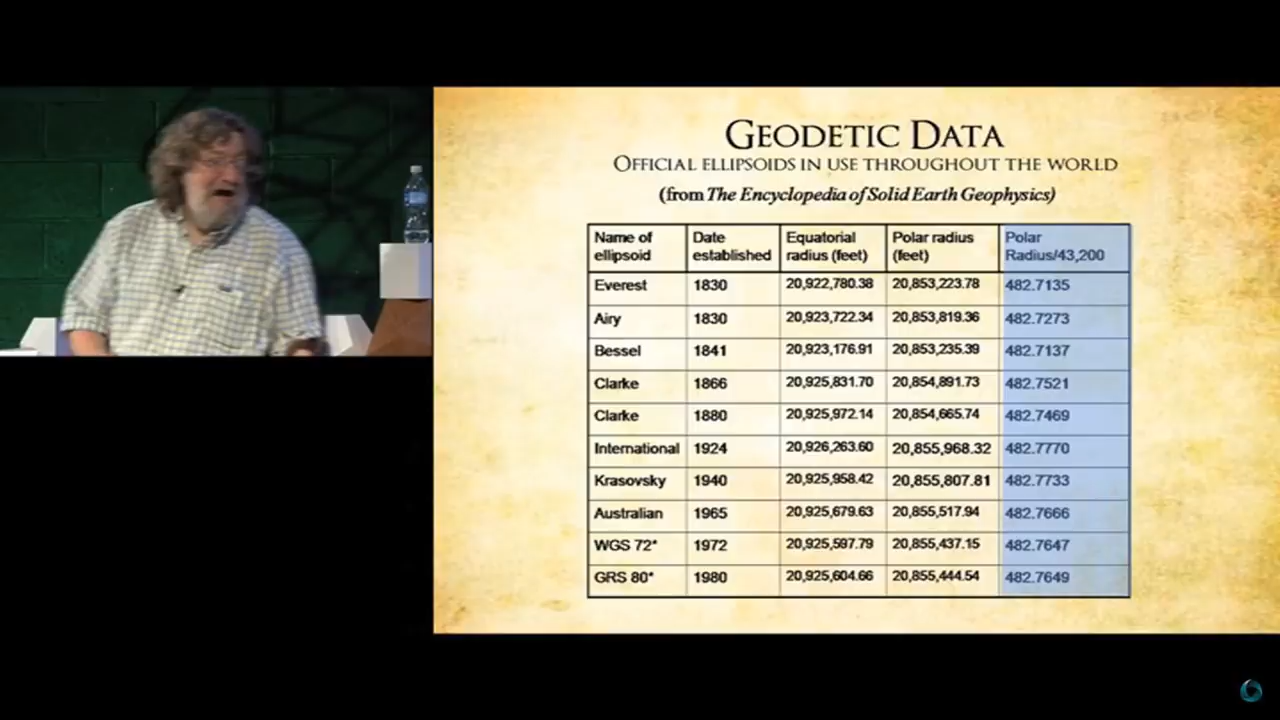 GEODETIC DATA
OFFICIAL ELLIPSOIDS IN USE THROUGHOUT THE WORLD
(from The Encyclopedia of Solid Earth Geophysics)
Name of ellipsoid Date established Equatorial radius (feet) Polar radius (feet) Polar Radius/43,200
Everest 1830 20,922,780.38 20,853,223.78 482.7135
Airy 1830 20,923,722.34 20,853,819.36 482.7273
Bessel 1841 20,923,176.91 20,853,235.39 482.7137
Clarke 1866 20,925,831.70 20,854,891.73 482.7521
Clarke 1880 20,925,972.14 20,854,665.74 482.7469
International 1924 20,926,263.60 20,855,968.32 482.7770
Krasovsky 1940 20,925,958.42 20,855,807.81 482.7733
Australian 1965 20,925,679.63 20,855,517.94 482.7666
WGS 72* 1972 20,925,597.79 20,855,437.15 482.7647
GRS 80* 1980 20,925,604.66 20,855,444.54 482.7649